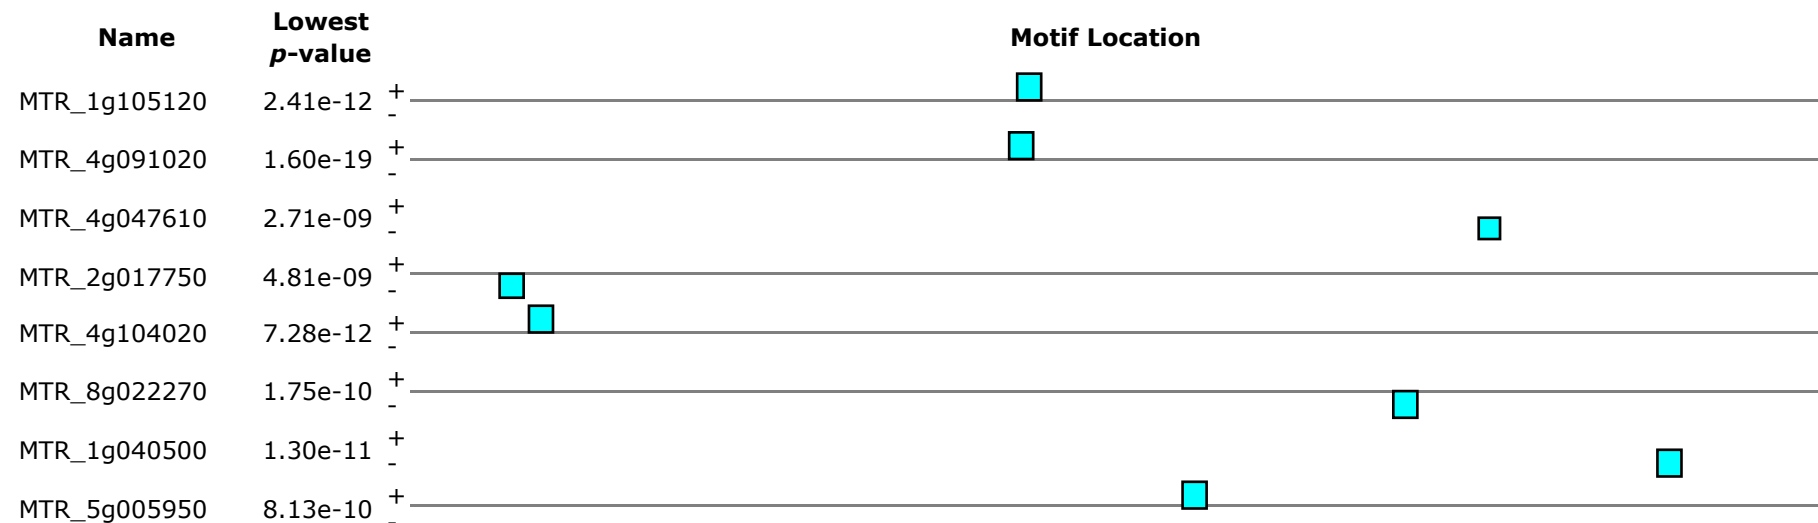 Name Lowest p-value Motif Location
MTR_1g105120 2.41e-12 + -
MTR_4g091020 1.60e-19 + -
MTR_4g047610 2.71e-09 + -
MTR_2g017750 4.81e-09 + -
MTR_4g104020 7.28e-12 + -
MTR_8g022270 1.75e-10 + -
MTR_1g040500 1.30e-11 + -
MTR_5g005950 8.13e-10 + -